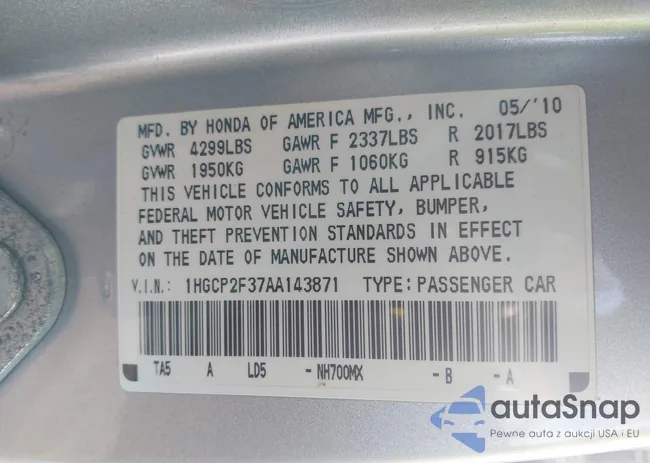 MFD. BY HONDA OF AMERICA MFG., INC. 05/'10
GVWR 4299LBS GAWR F 2337LBS R 2017LBS
GVWR 1950KG GAWR F 1060KG R 915KG
THIS VEHICLE CONFORMS TO ALL APPLICABLE
FEDERAL MOTOR VEHICLE SAFETY, BUMPER,
AND THEFT PREVENTION STANDARDS IN EFFECT
ON THE DATE OF MANUFACTURE SHOWN ABOVE.
V.I.N.: 1HGCP2F37AA143871 TYPE: PASSENGER CAR
TA5 A LD5 - NH700MX - B - A
autaSnap
Pewne auta z aukcji USA i EU